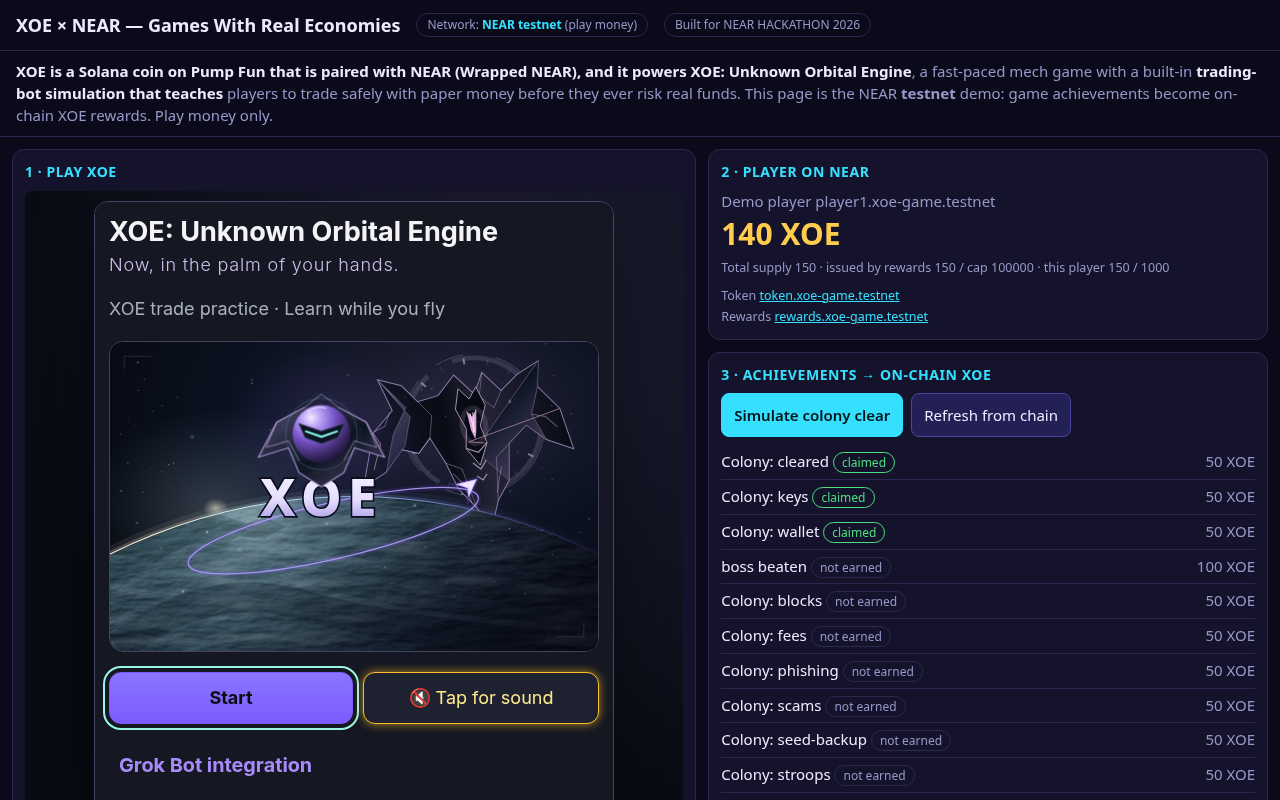 XOE × NEAR — Games With Real Economies
Network: NEAR testnet (play money)
Built for NEAR HACKATHON 2026
XOE is a Solana coin on Pump Fun that is paired with NEAR (Wrapped NEAR), and it powers XOE: Unknown Orbital Engine, a fast-paced mech game with a built-in trading-
bot simulation that teaches players to trade safely with paper money before they ever risk real funds. This page is the NEAR testnet demo: game achievements become on-
chain XOE rewards. Play money only.
1 · PLAY XOE
XOE: Unknown Orbital Engine
Now, in the palm of your hands.
XOE trade practice · Learn while you fly
XOE
Start
🔇 Tap for sound
Grok Bot integration
2 · PLAYER ON NEAR
Demo player player1.xoe-game.testnet
140 XOE
Total supply 150 · issued by rewards 150 / cap 100000 · this player 150 / 1000
Token token.xoe-game.testnet
Rewards rewards.xoe-game.testnet
3 · ACHIEVEMENTS → ON-CHAIN XOE
Simulate colony clear
Refresh from chain
Colony: cleared claimed 50 XOE
Colony: keys claimed 50 XOE
Colony: wallet claimed 50 XOE
boss beaten not earned 100 XOE
Colony: blocks not earned 50 XOE
Colony: fees not earned 50 XOE
Colony: phishing not earned 50 XOE
Colony: scams not earned 50 XOE
Colony: seed-backup not earned 50 XOE
Colony: stroops not earned 50 XOE